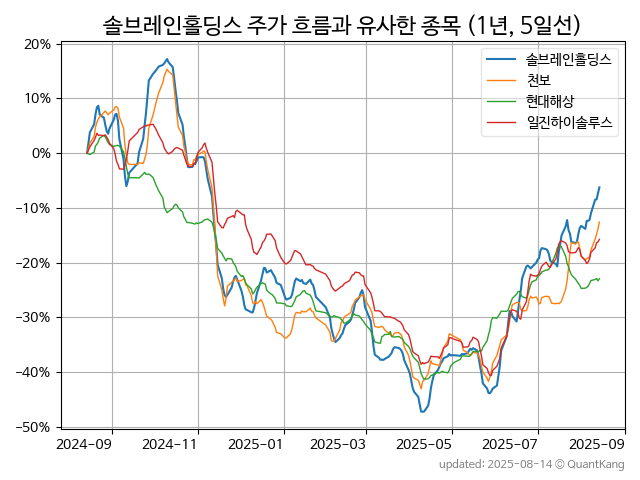 솔브레인홀딩스 주가 흐름과 유사한 종목 (1년, 5일선)
솔브레인홀딩스
천보
현대해상
일진하이솔루스
20%
10%
0%
−10%
−20%
−30%
−40%
−50%
2024-09
2024-11
2025-01
2025-03
2025-05
2025-07
2025-09
updated: 2025-08-14 © QuantKang